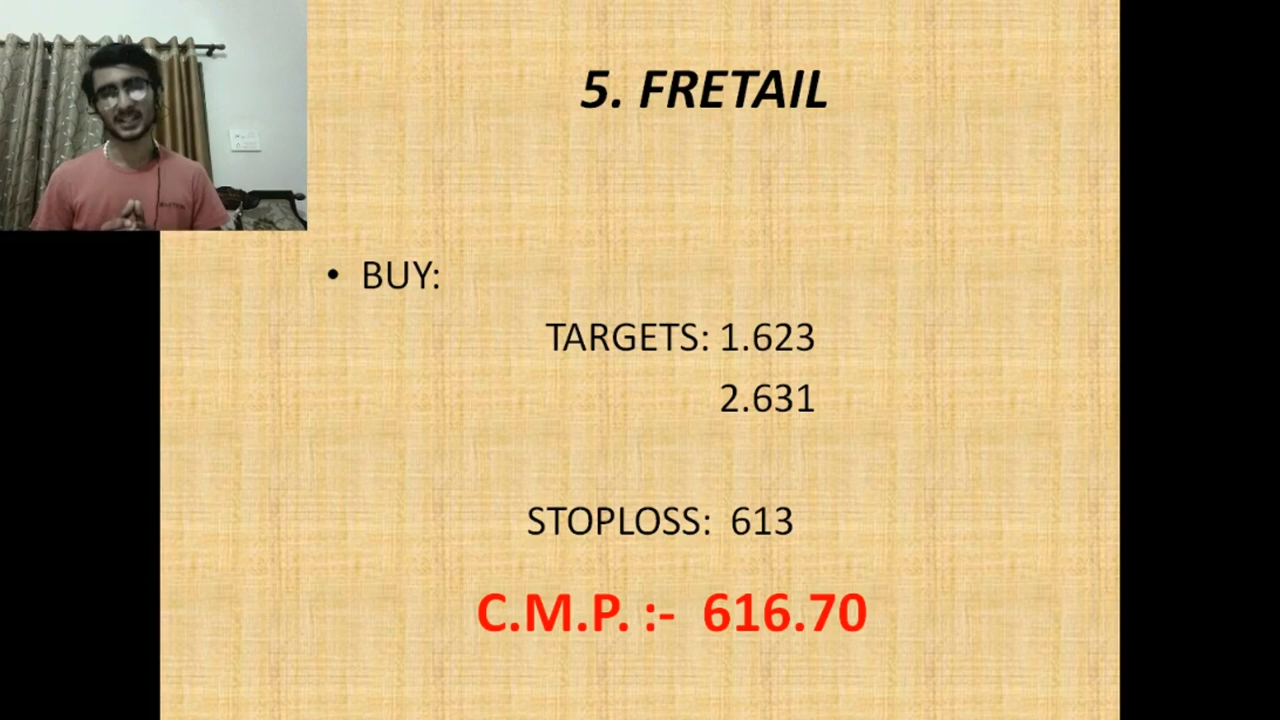 5. FRETAIL
• BUY:
TARGETS: 1.623
2.631
STOPLOSS: 613
C.M.P. :- 616.70